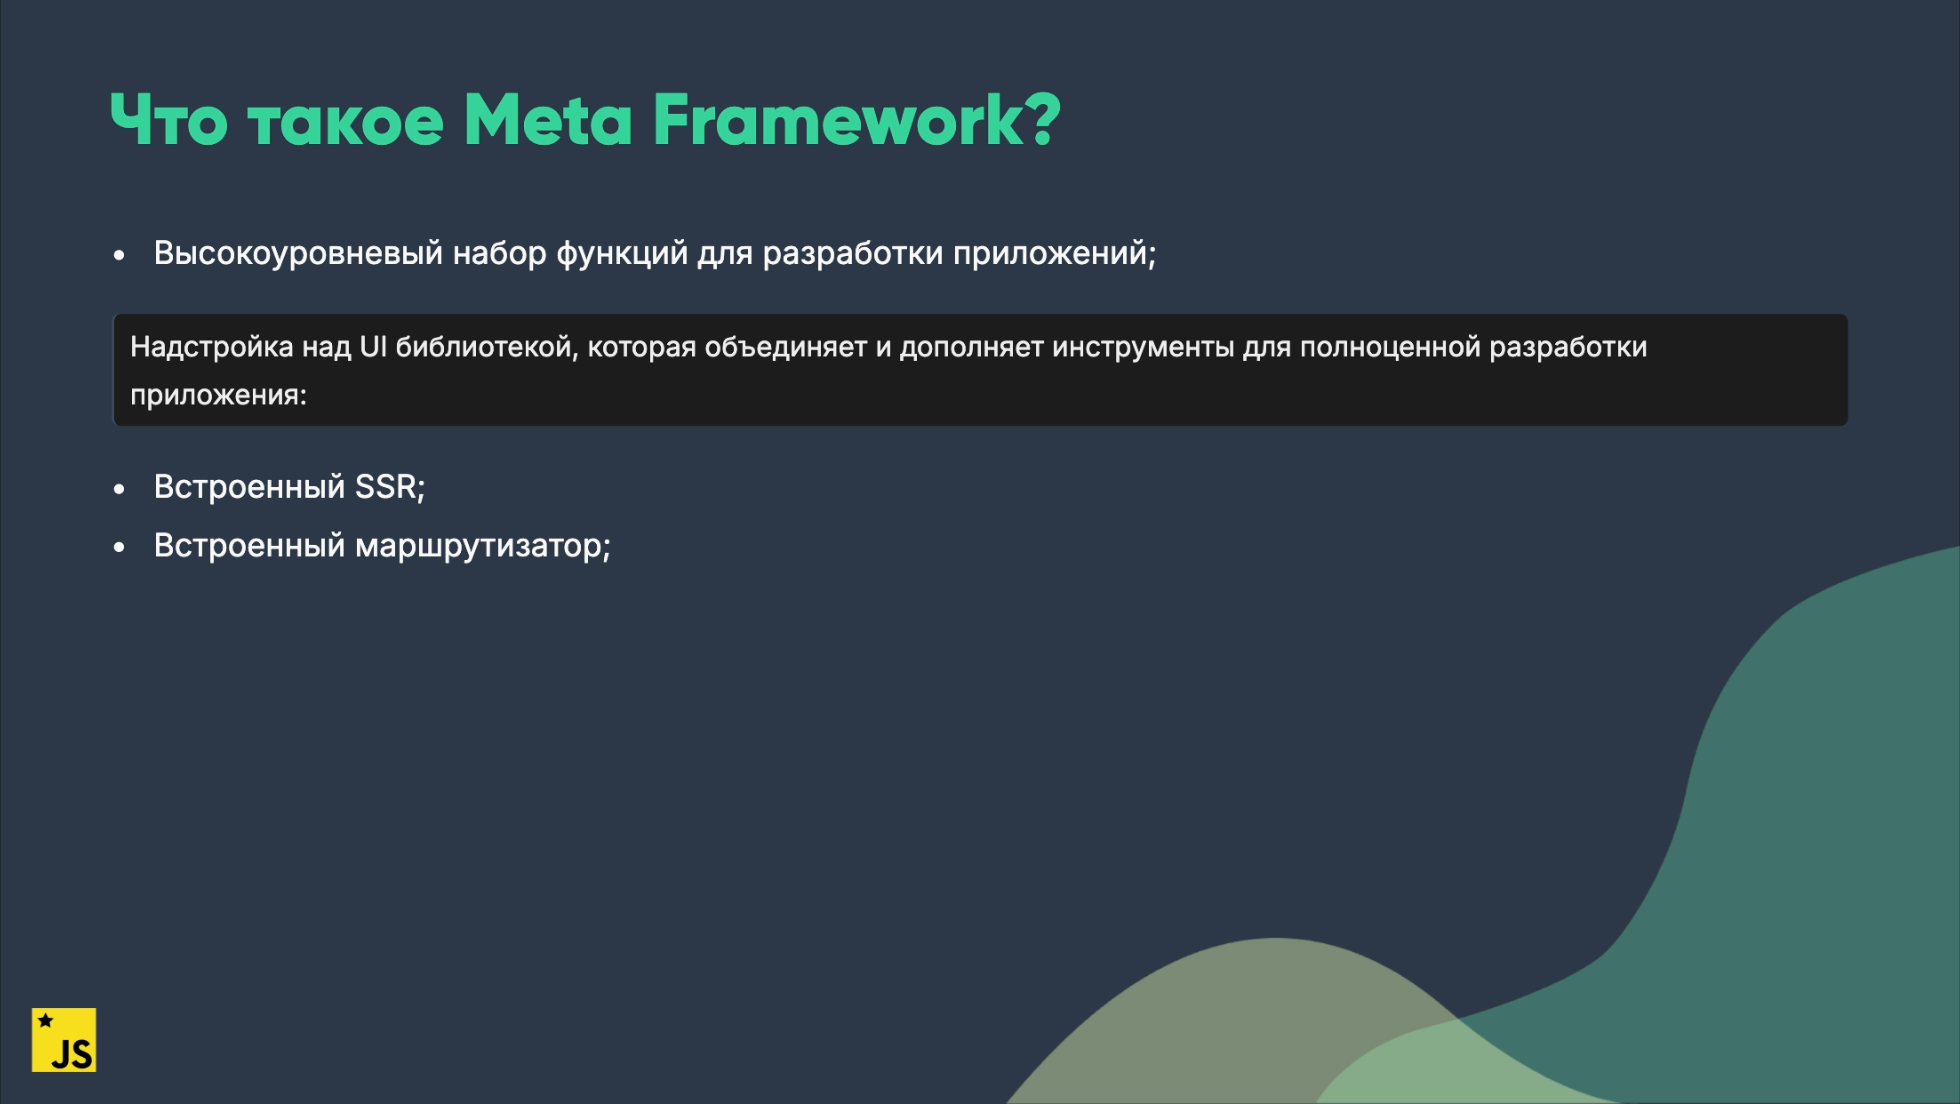 Что такое Meta Framework?
• Высокоуровневый набор функций для разработки приложений;
Надстройка над UI библиотекой, которая объединяет и дополняет инструменты для полноценной разработки
приложения:
• Встроенный SSR;
• Встроенный маршрутизатор;
JS